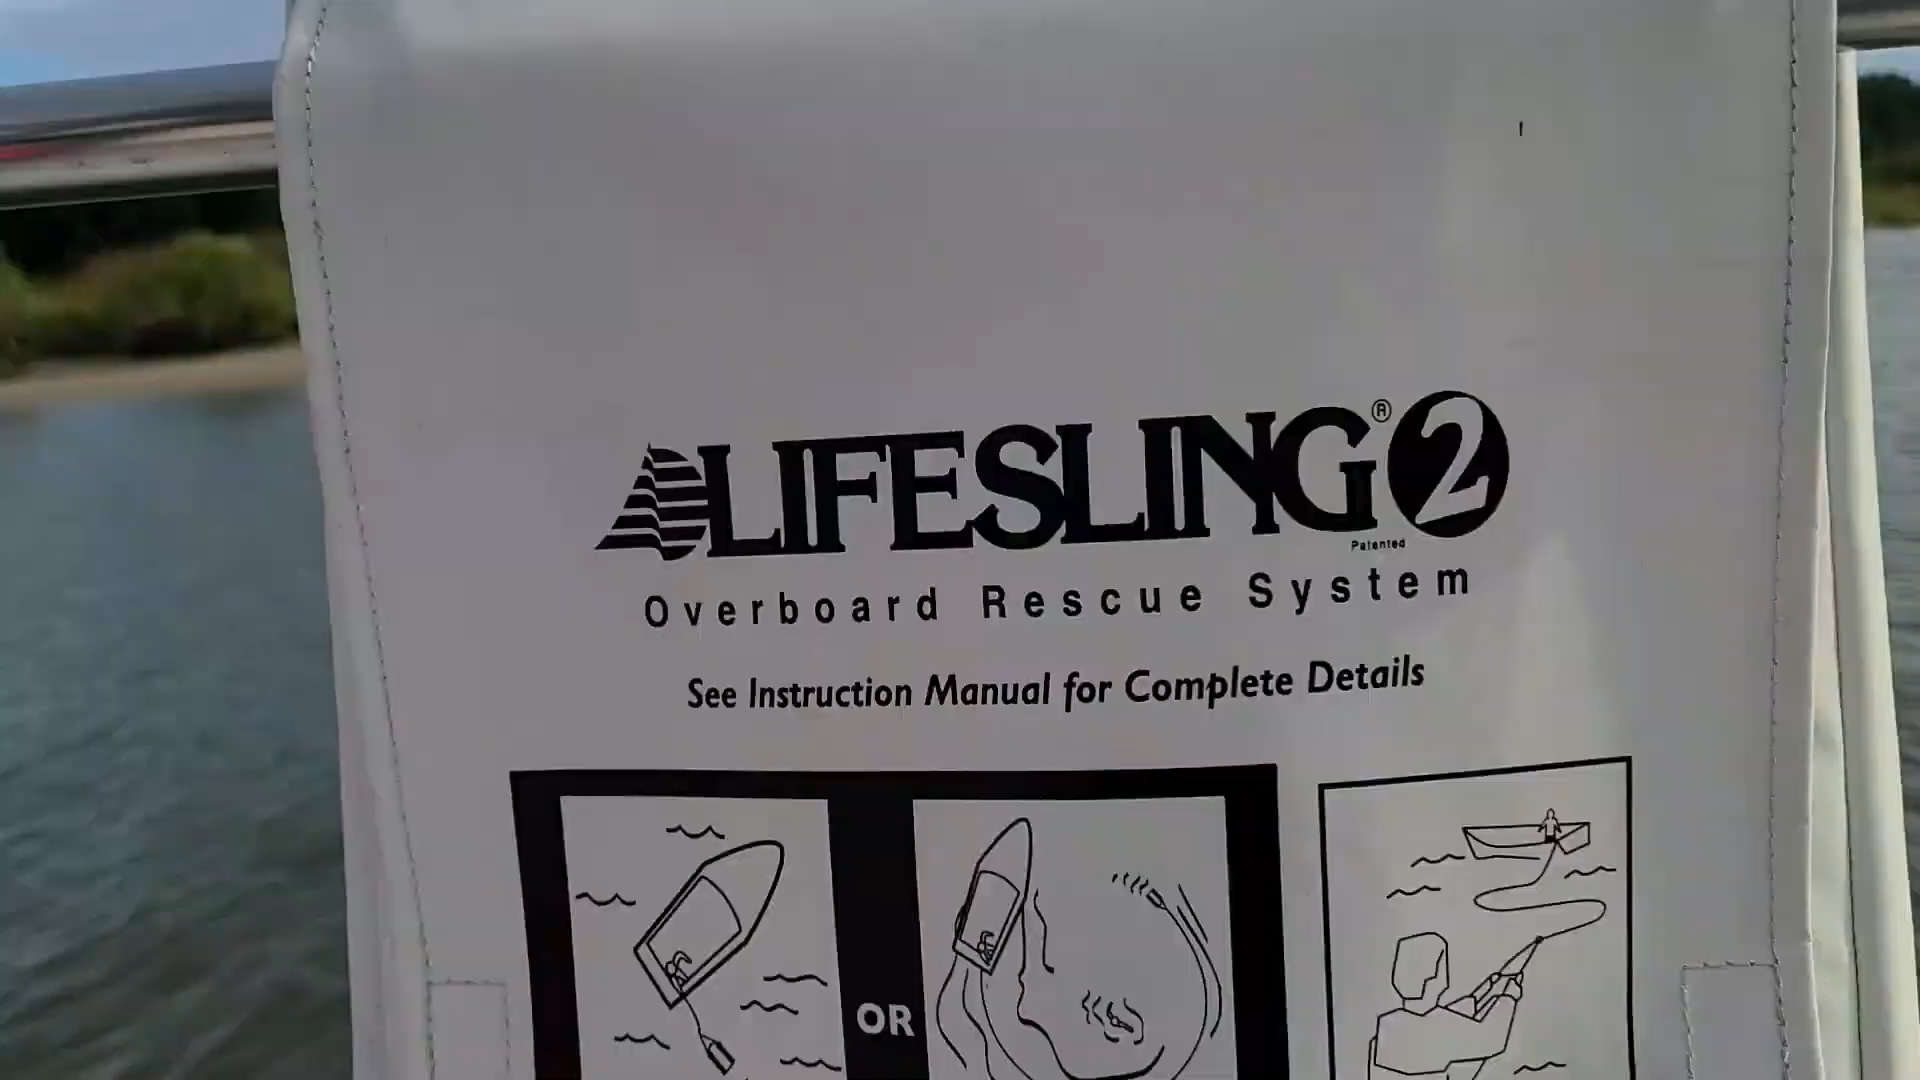 LIFESLING® 2
Patented
Overboard Rescue System
See Instruction Manual for Complete Details
OR